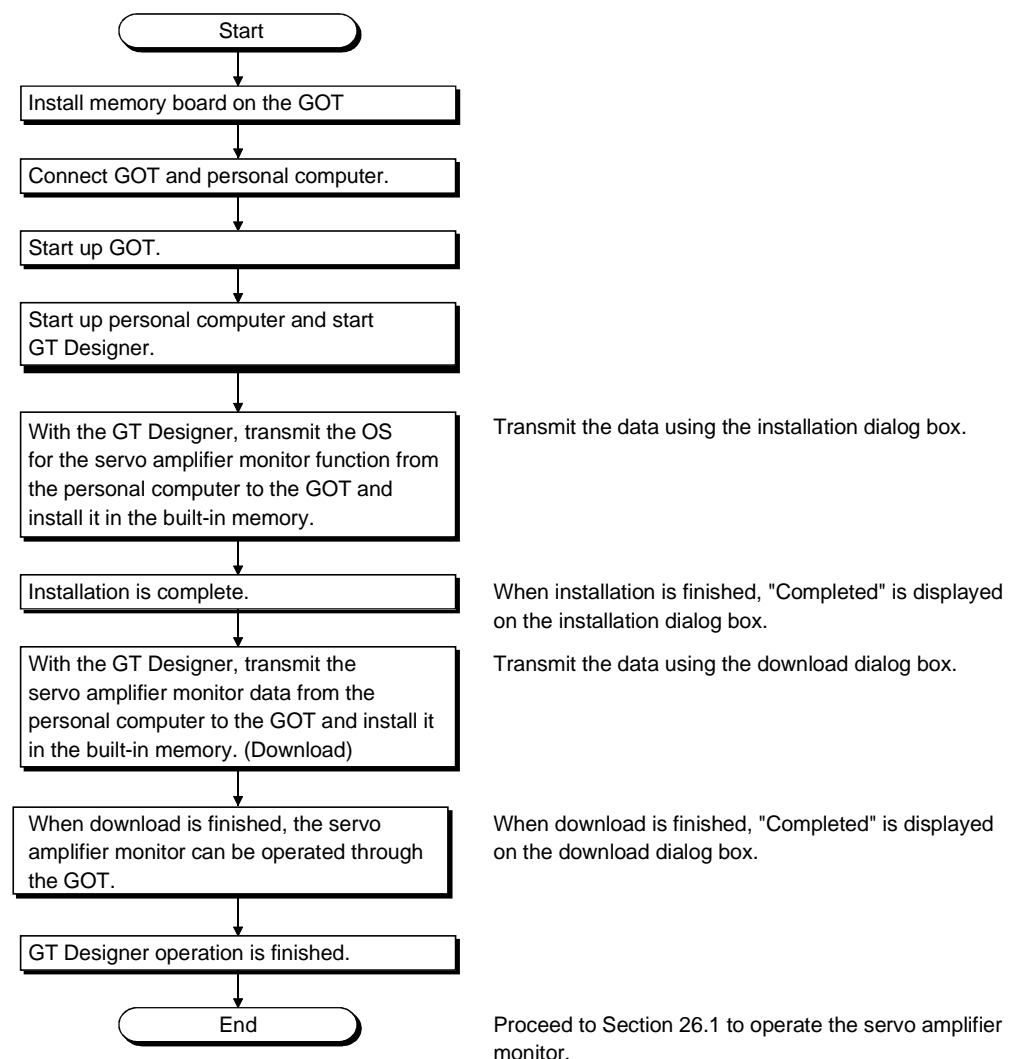 Start
Install memory board on the GOT
Connect GOT and personal computer.
Start up GOT.
Start up personal computer and start
GT Designer.
With the GT Designer, transmit the OS
for the servo amplifier monitor function from
the personal computer to the GOT and
install it in the built-in memory.
Transmit the data using the installation dialog box.
Installation is complete.
When installation is finished, "Completed" is displayed
on the installation dialog box.
With the GT Designer, transmit the
servo amplifier monitor data from the
personal computer to the GOT and install it
in the built-in memory. (Download)
Transmit the data using the download dialog box.
When download is finished, the servo
amplifier monitor can be operated through
the GOT.
When download is finished, "Completed" is displayed
on the download dialog box.
GT Designer operation is finished.
End
Proceed to Section 26.1 to operate the servo amplifier
monitor.